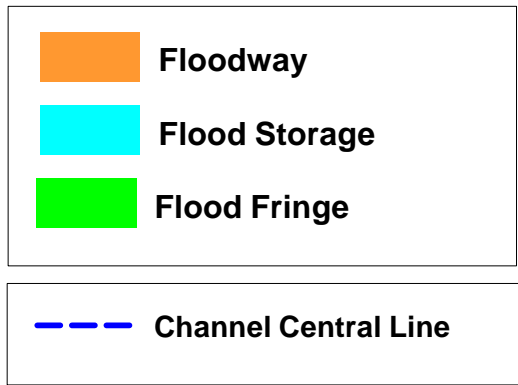 Floodway
Flood Storage
Flood Fringe
Channel Central Line